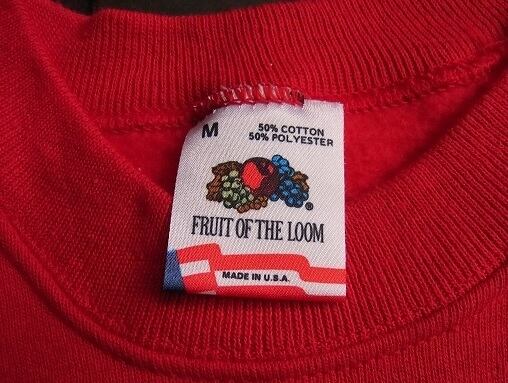 M
50% COTTON
50% POLYESTER
®
FRUIT OF THE LOOM
MADE IN U.S.A.